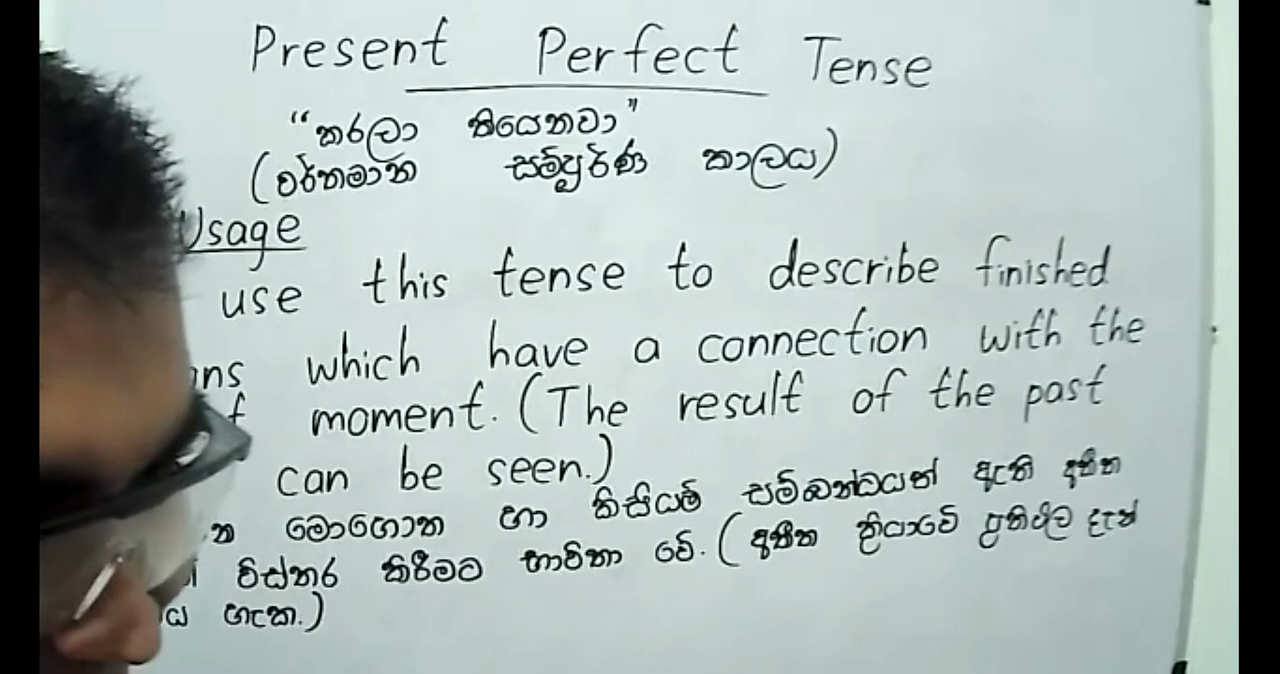 Present Perfect Tense
"කරලා තියෙනවා"
(වර්තමාන සම්පූර්ණ කාලය)
Usage
use this tense to describe finished
which have a connection with the
moment. (The result of the past
can be seen.)
මොහොත හා කිසියම් සම්බන්ධයක් ඇති අතීත
විස්තර කිරීමට භාවිතා වේ. (අතීත ක්‍රියාවේ ප්‍රතිඵල දැන්
හැක.)